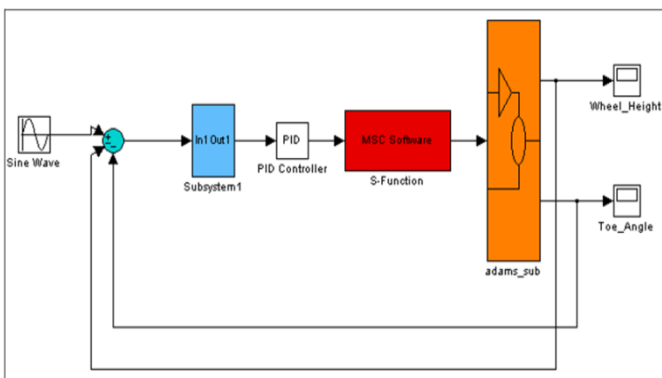 Sine Wave
In1 Out1
Subsystem1
PID
PID Controller
MSC Software
S-Function
adams_sub
Wheel_Height
Toe_Angle